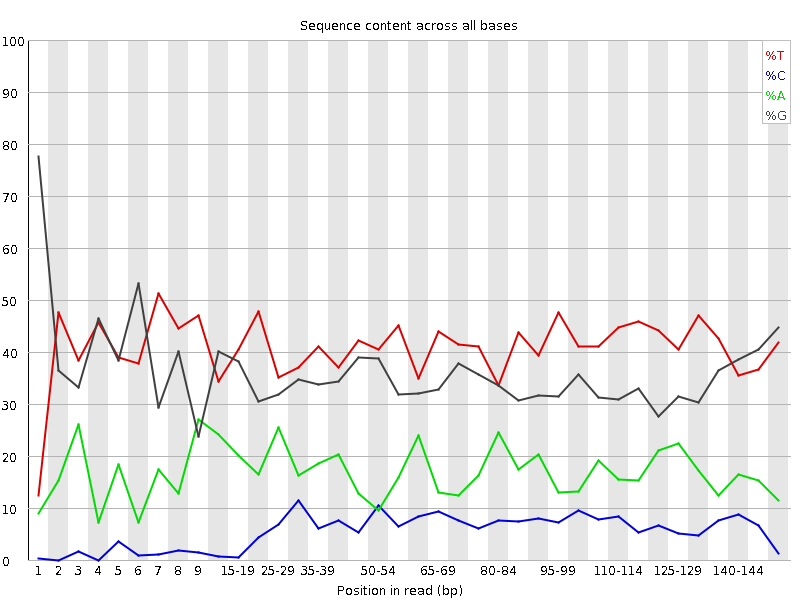 Sequence content across all bases
100
90
80
70
60
50
40
30
20
10
0
%T
%C
%A
%G
1 2 3 4 5 6 7 8 9 15-19 25-29 35-39 50-54 65-69 80-84 95-99 110-114 125-129 140-144
Position in read (bp)